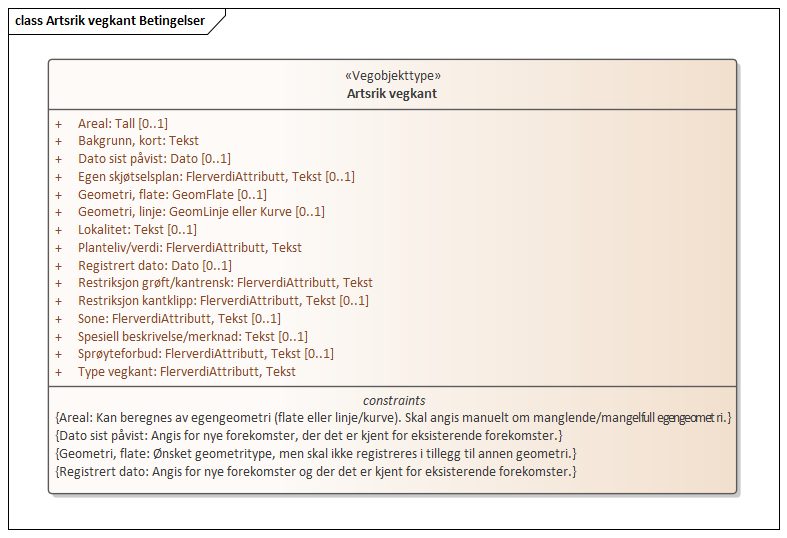 class Artsrik vegkant Betingelser
«Vegobjekttype»
Artsrik vegkant
+ Areal: Tall [0..1]
+ Bakgrunn, kort: Tekst
+ Dato sist påvist: Dato [0..1]
+ Egen skjøtselsplan: FlerverdiAttributt, Tekst [0..1]
+ Geometri, flate: GeomFlate [0..1]
+ Geometri, linje: GeomLinje eller Kurve [0..1]
+ Lokalitet: Tekst [0..1]
+ Planteliv/verdi: FlerverdiAttributt, Tekst
+ Registrert dato: Dato [0..1]
+ Restriksjon grøft/kantrensk: FlerverdiAttributt, Tekst
+ Restriksjon kantklipp: FlerverdiAttributt, Tekst [0..1]
+ Sone: FlerverdiAttributt, Tekst [0..1]
+ Spesiell beskrivelse/merknad: Tekst [0..1]
+ Sprøyteforbud: FlerverdiAttributt, Tekst [0..1]
+ Type vegkant: FlerverdiAttributt, Tekst
constraints
{Areal: Kan beregnes av egengeometri (flate eller linje/kurve). Skal angis manuelt om manglende/mangelfull egengeometri.}
{Dato sist påvist: Angis for nye forekomster, der det er kjent for eksisterende forekomster.}
{Geometri, flate: Ønsket geometritype, men skal ikke registreres i tillegg til annen geometri.}
{Registrert dato: Angis for nye forekomster og der det er kjent for eksisterende forekomster.}